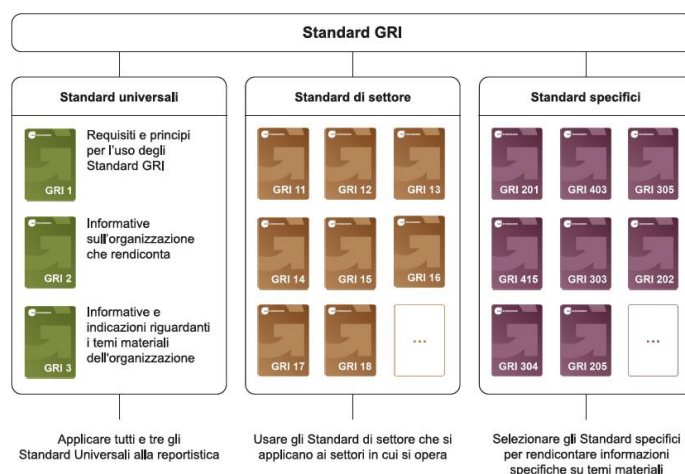 Standard GRI
Standard universali
GRI 1
Requisiti e principi
per l'uso degli
Standard GRI
GRI 2
Informative
sull'organizzazione
che rendiconta
GRI 3
Informative e
indicazioni riguardanti
i temi materiali
dell'organizzazione
Applicare tutti e tre gli
Standard Universali alla reportistica
Standard di settore
GRI 11 GRI 12 GRI 13
GRI 14 GRI 15 GRI 16
GRI 17 GRI 18 ...
Usare gli Standard di settore che si
applicano ai settori in cui si opera
Standard specifici
GRI 201 GRI 403 GRI 305
GRI 415 GRI 303 GRI 202
GRI 304 GRI 205 ...
Selezionare gli Standard specifici
per rendicontare informazioni
specifiche su temi materiali